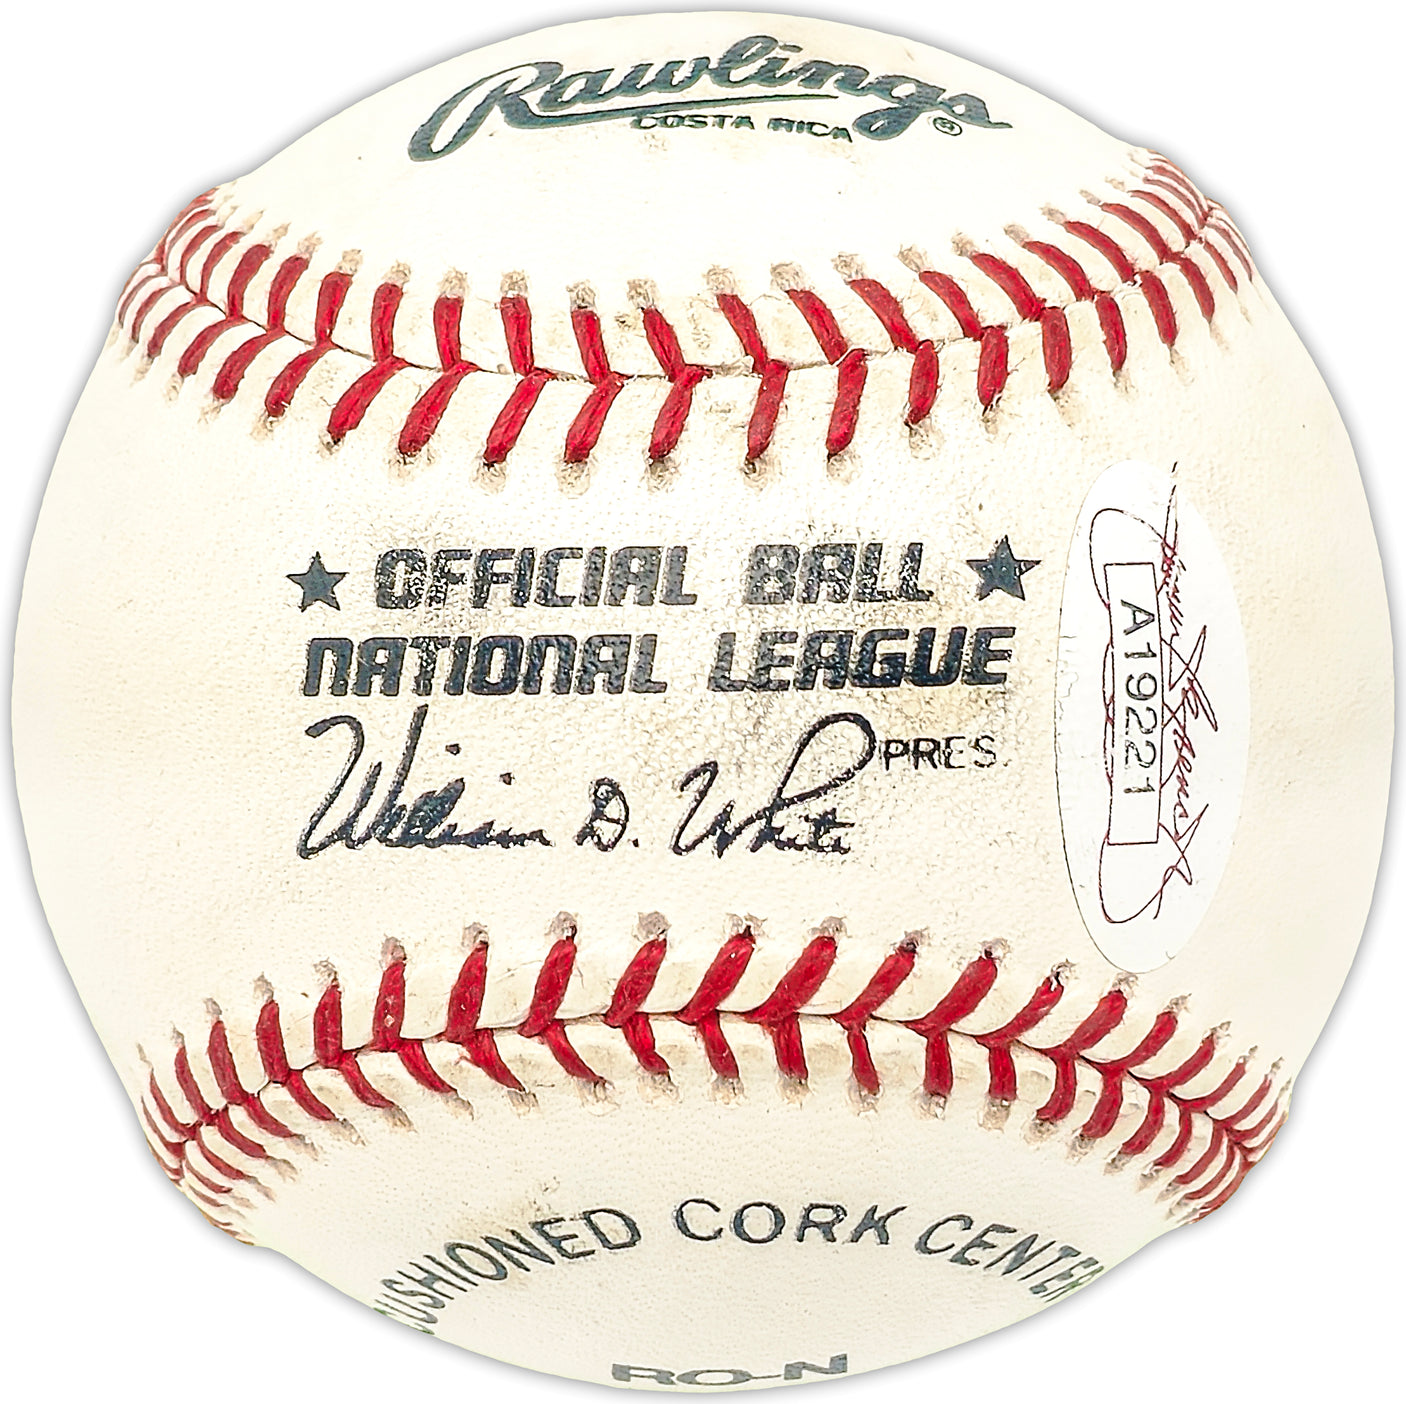 Rawlings®
COSTA RICA
★ OFFICIAL BALL ★
NATIONAL LEAGUE
William D. White PRES.
A19221
CUSHIONED CORK CENTER
RO-N